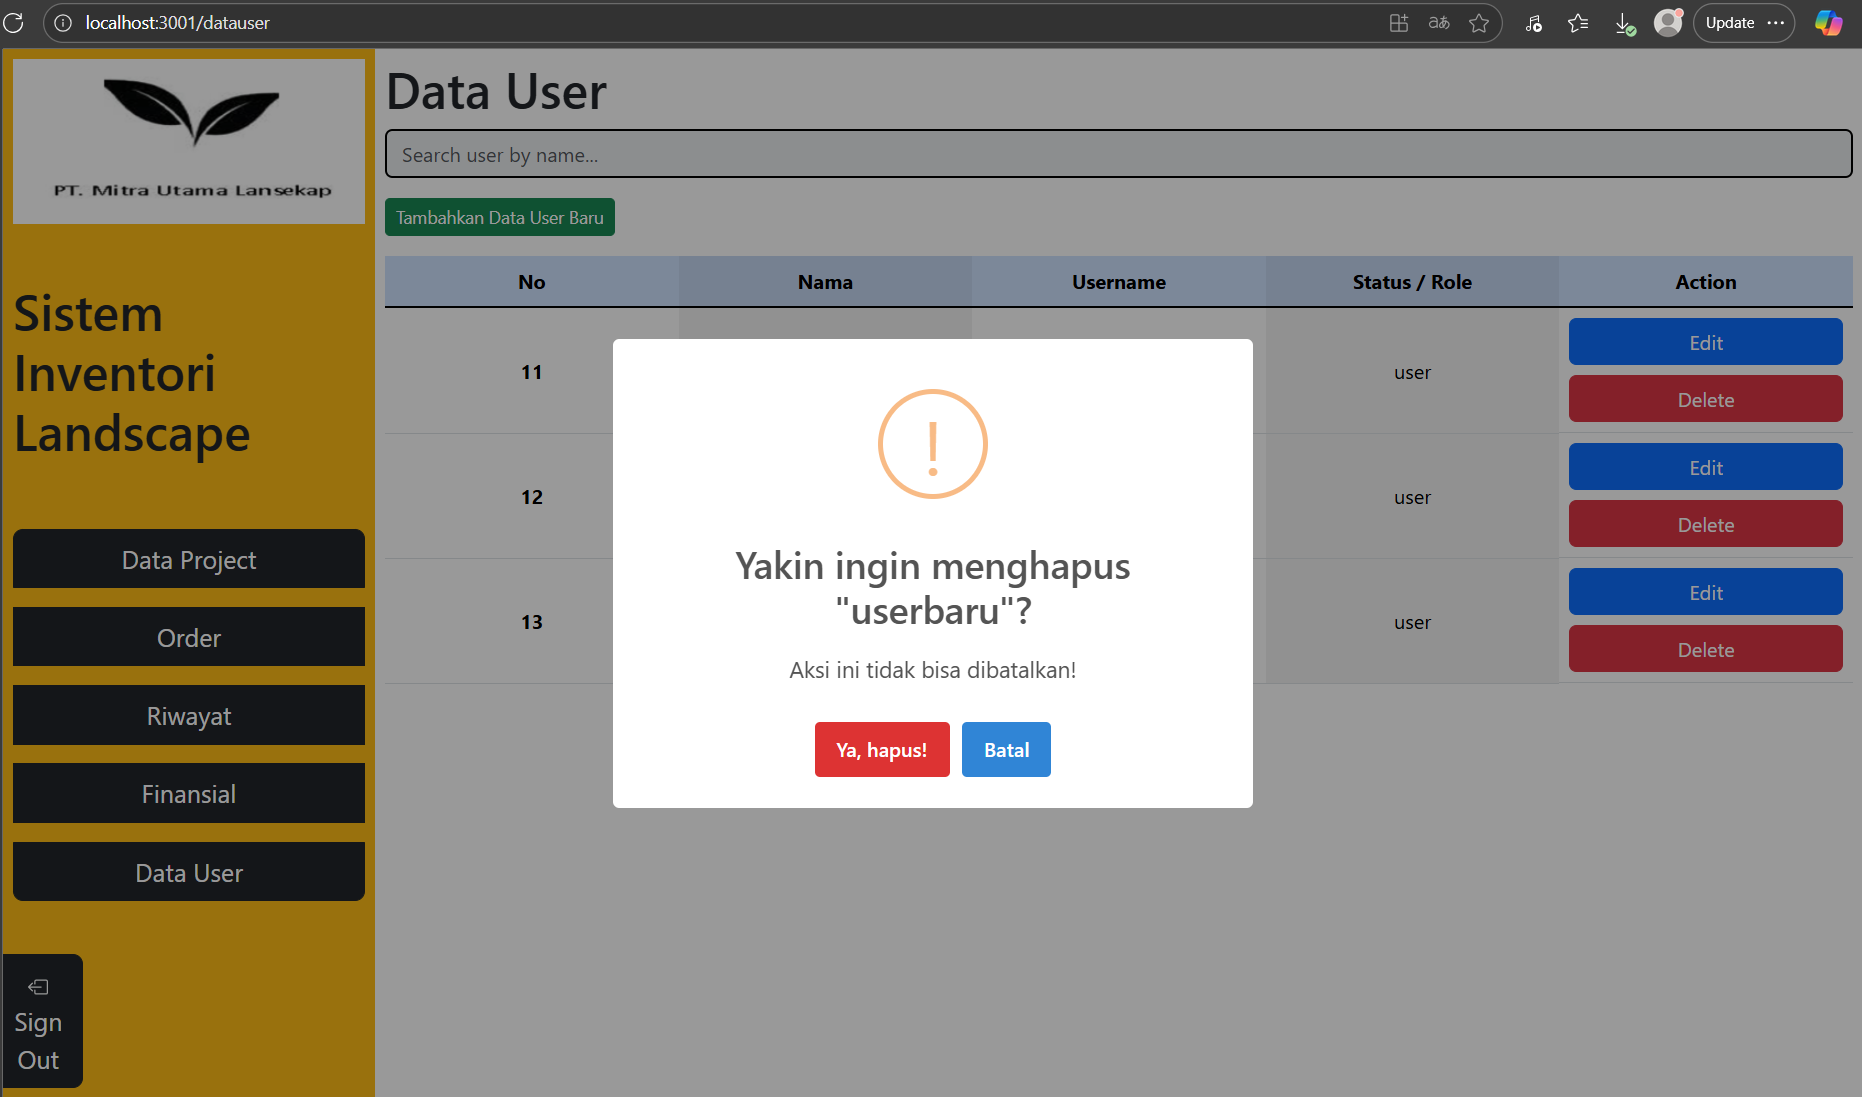 localhost:3001/datauser
Update
PT. Mitra Utama Lansekap
Sistem
Inventori
Landscape
Data Project
Order
Riwayat
Finansial
Data User
Sign
Out
Data User
Search user by name...
Tambahkan Data User Baru
No Nama Username Status / Role Action
11 user Edit
Delete
12 user Edit
Delete
13 user Edit
Delete
!
Yakin ingin menghapus
"userbaru"?
Aksi ini tidak bisa dibatalkan!
Ya, hapus! Batal